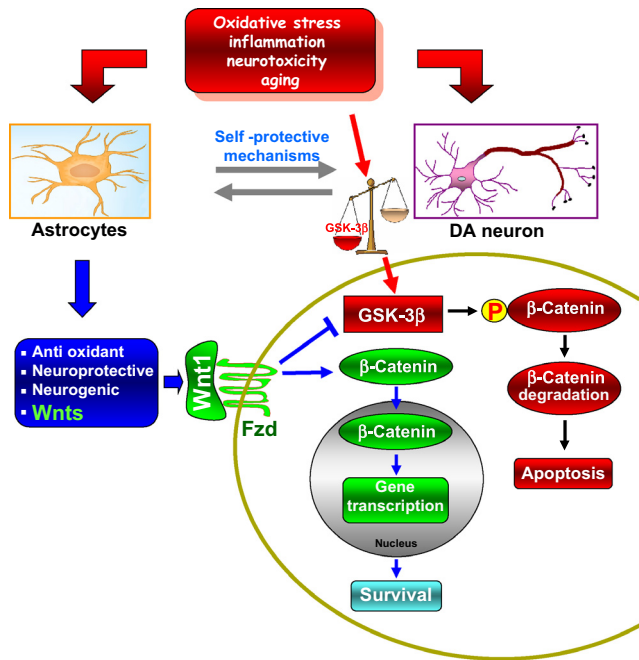 Oxidative stress
inflammation
neurotoxicity
aging
Self -protective
mechanisms
Astrocytes
GSK-3β
DA neuron
Anti oxidant
Neuroprotective
Neurogenic
Wnts
Wnt1
Fzd
GSK-3β
P
β-Catenin
β-Catenin
β-Catenin
degradation
β-Catenin
Apoptosis
Gene
transcription
Nucleus
Survival